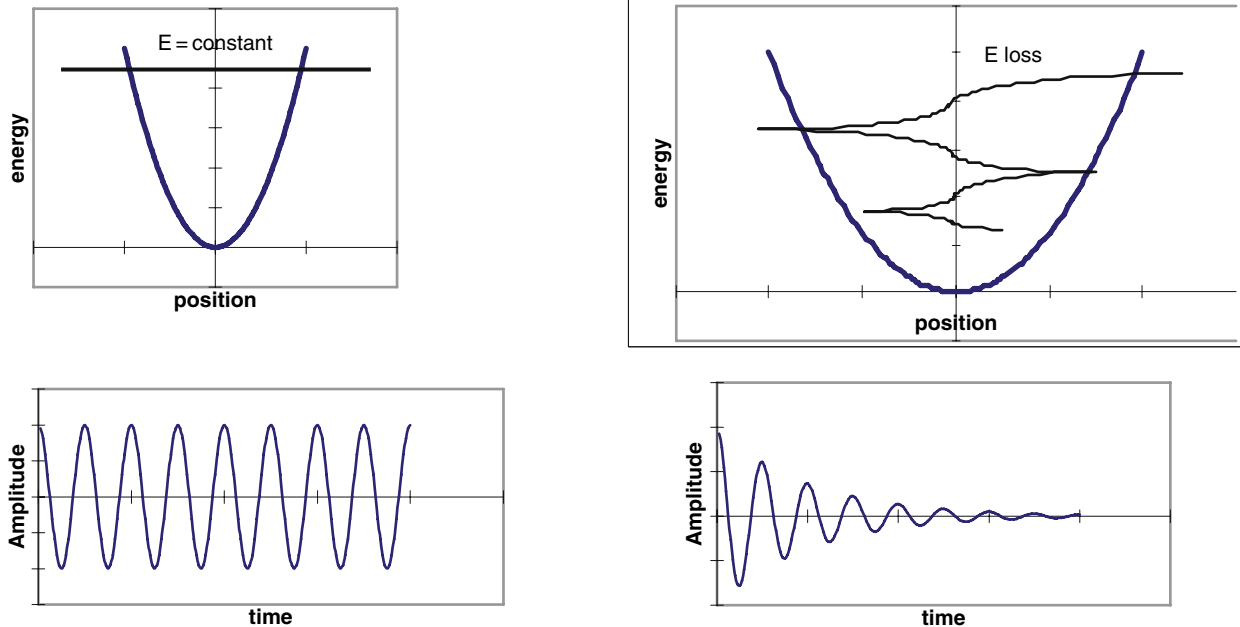 E = constant
energy
position
E loss
energy
position
Amplitude
time
Amplitude
time